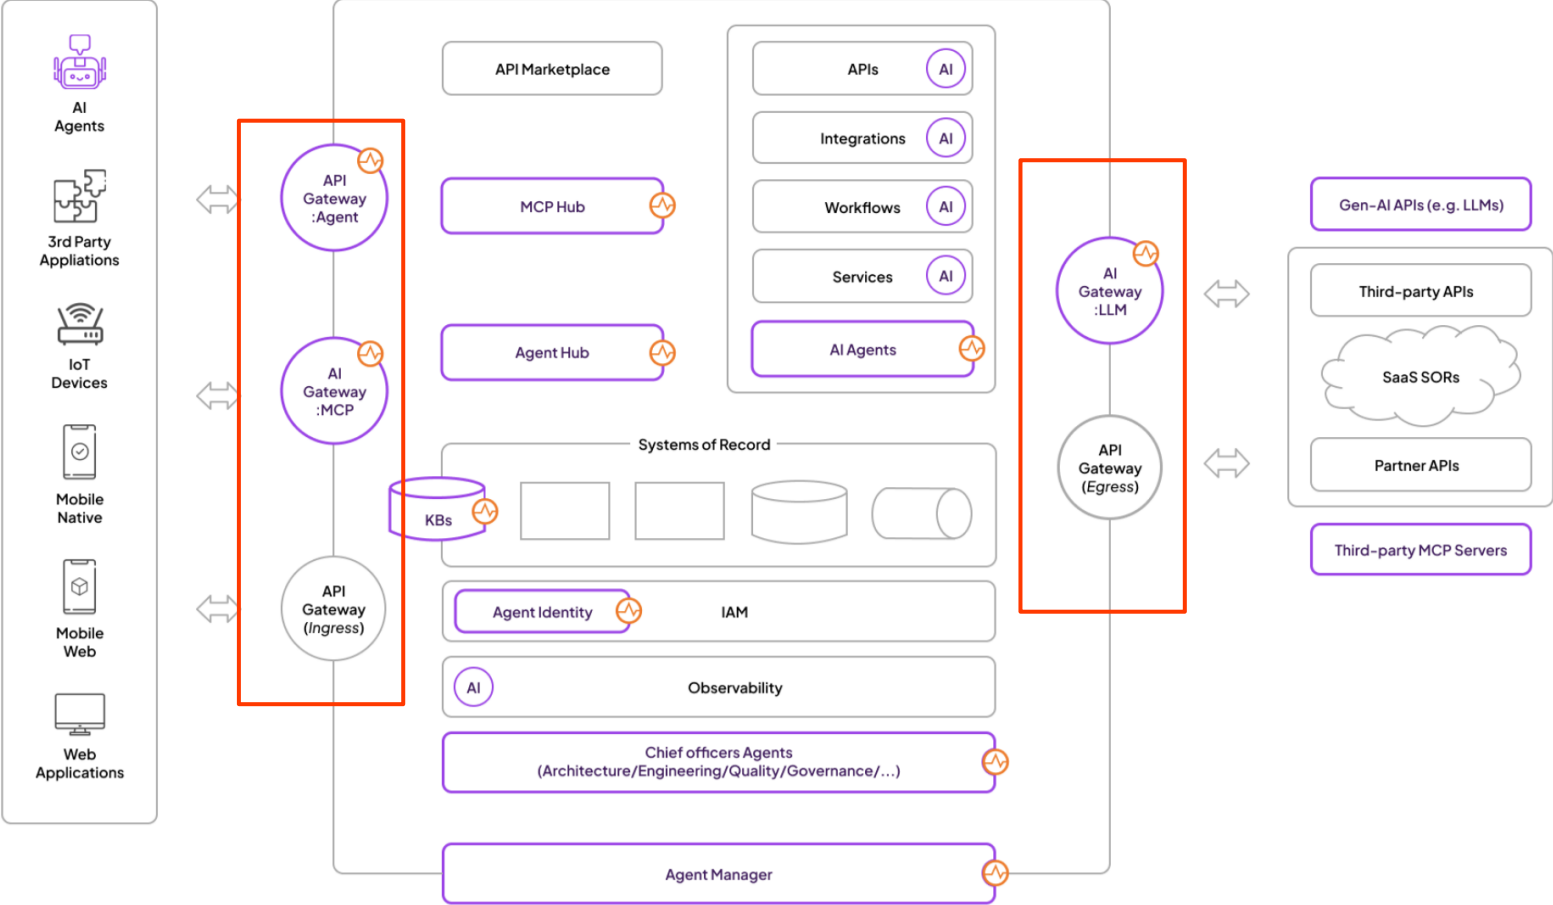 AI
Agents
3rd Party
Appliations
IoT
Devices
Mobile
Native
Mobile
Web
Web
Applications
API
Gateway
:Agent
AI
Gateway
:MCP
API
Gateway
(Ingress)
API Marketplace
MCP Hub
Agent Hub
APIs
AI
Integrations
AI
Workflows
AI
Services
AI
AI Agents
Systems of Record
KBs
Agent Identity
IAM
AI
Observability
Chief officers Agents
(Architecture/Engineering/Quality/Governance/...)
Agent Manager
AI
Gateway
:LLM
API
Gateway
(Egress)
Gen-AI APIs (e.g. LLMs)
Third-party APIs
SaaS SORs
Partner APIs
Third-party MCP Servers